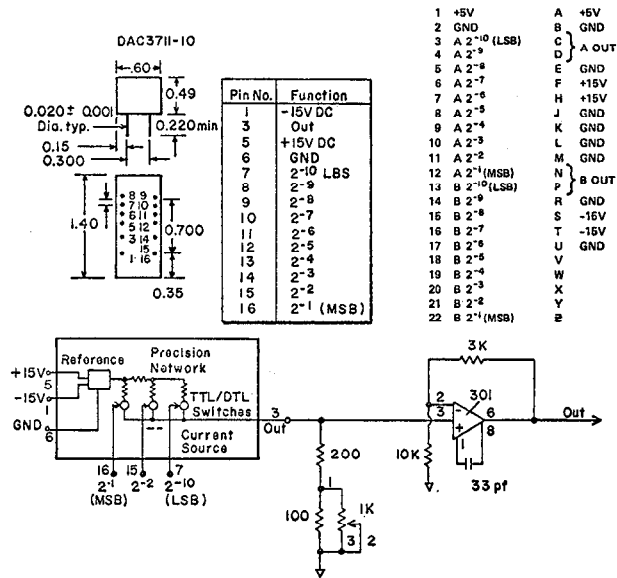 DAC3711-10
.60
0.49
0.020± 0.001
Dia. typ.
0.220min
0.15
0.300
8 9
7 10
6 11
5 12
3 14
15
1 16
1.40
0.700
0.35
Pin No. Function
1 -15V DC
3 Out
5 +15V DC
6 GND
7 2⁻¹⁰ LBS
8 2⁻⁹
9 2⁻⁸
10 2⁻⁷
11 2⁻⁶
12 2⁻⁵
13 2⁻⁴
14 2⁻³
15 2⁻²
16 2⁻¹ (MSB)
1 +5V A +5V
2 GND B GND
3 A 2⁻¹⁰ (LSB) C
A OUT
4 A 2⁻⁹ D
5 A 2⁻⁸ E GND
6 A 2⁻⁷ F +15V
7 A 2⁻⁶ H +15V
8 A 2⁻⁵ J GND
9 A 2⁻⁴ K GND
10 A 2⁻³ L GND
11 A 2⁻² M GND
12 A 2⁻¹ (MSB) N
B OUT
13 B 2⁻¹⁰ (LSB) P
14 B 2⁻⁹ R GND
15 B 2⁻⁸ S -15V
16 B 2⁻⁷ T -15V
17 B 2⁻⁶ U GND
18 B 2⁻⁵ V
19 B 2⁻⁴ W
20 B 2⁻³ X
21 B 2⁻² Y
22 B 2⁻¹ (MSB) Z
Reference
Precision
Network
TTL/DTL
Switches
Current
Source
+15V
5
-15V
1
GND
6
16 15 7
2⁻¹ 2⁻² 2⁻¹⁰
(MSB) (LSB)
3
Out
200
1
100
1K
3 2
3K
2
-
301
3
+
6
8
1
10K
33 pf
Out